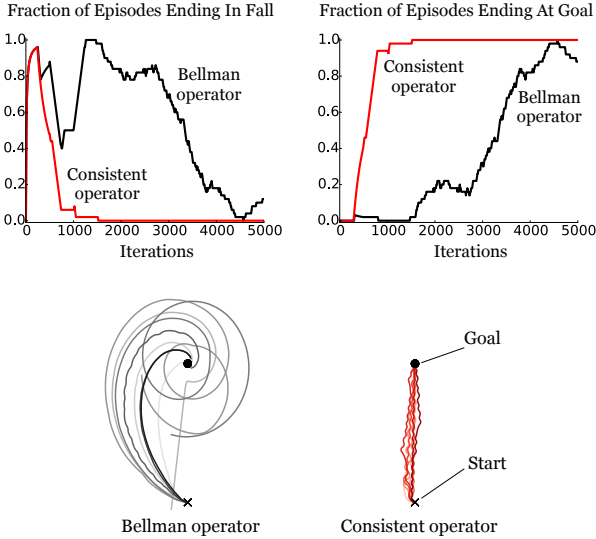 Fraction of Episodes Ending In Fall
1.0
0.8
0.6
0.4
0.2
0.0
0
1000
2000
3000
4000
5000
Iterations
Bellman
operator
Consistent
operator
Fraction of Episodes Ending At Goal
1.0
0.8
0.6
0.4
0.2
0.0
0
1000
2000
3000
4000
5000
Iterations
Consistent
operator
Bellman
operator
Bellman operator
Goal
Start
Consistent operator